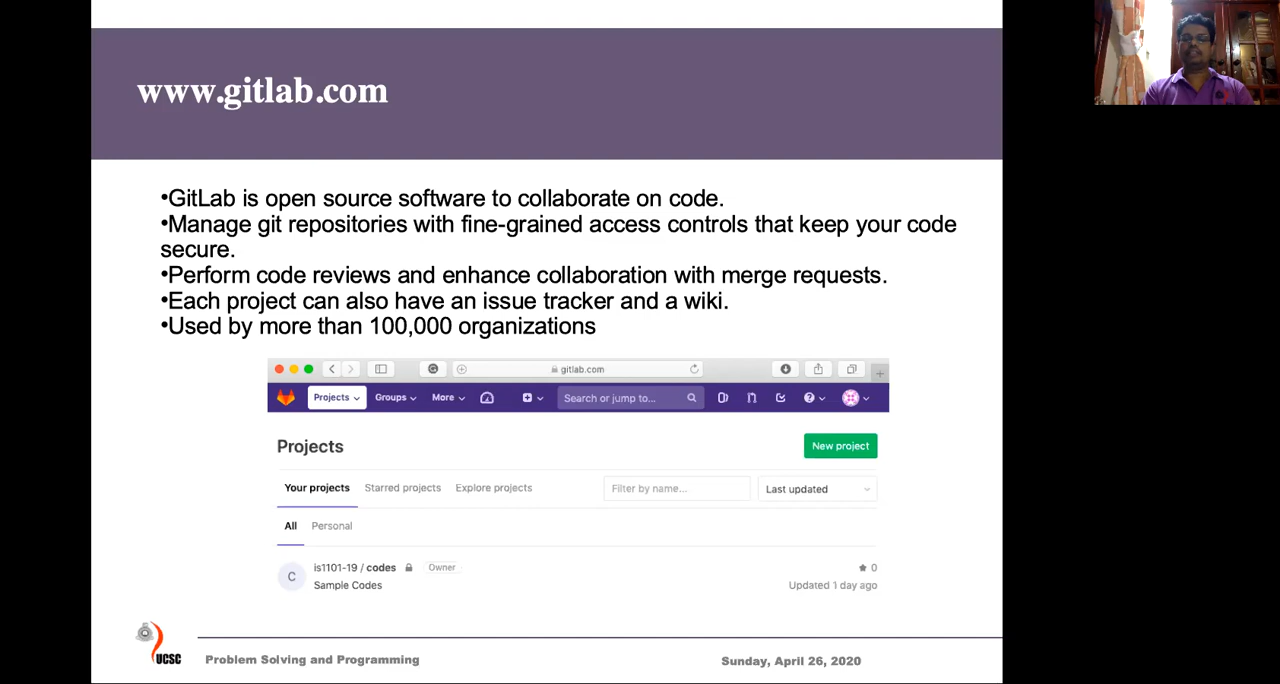 www.gitlab.com
•GitLab is open source software to collaborate on code.
•Manage git repositories with fine-grained access controls that keep your code
secure.
•Perform code reviews and enhance collaboration with merge requests.
•Each project can also have an issue tracker and a wiki.
•Used by more than 100,000 organizations
gitlab.com
Projects Groups More Search or jump to...
Projects New project
Your projects Starred projects Explore projects Filter by name... Last updated
All Personal
C is1101-19 / codes Owner 0
Sample Codes Updated 1 day ago
UCSC
Problem Solving and Programming Sunday, April 26, 2020